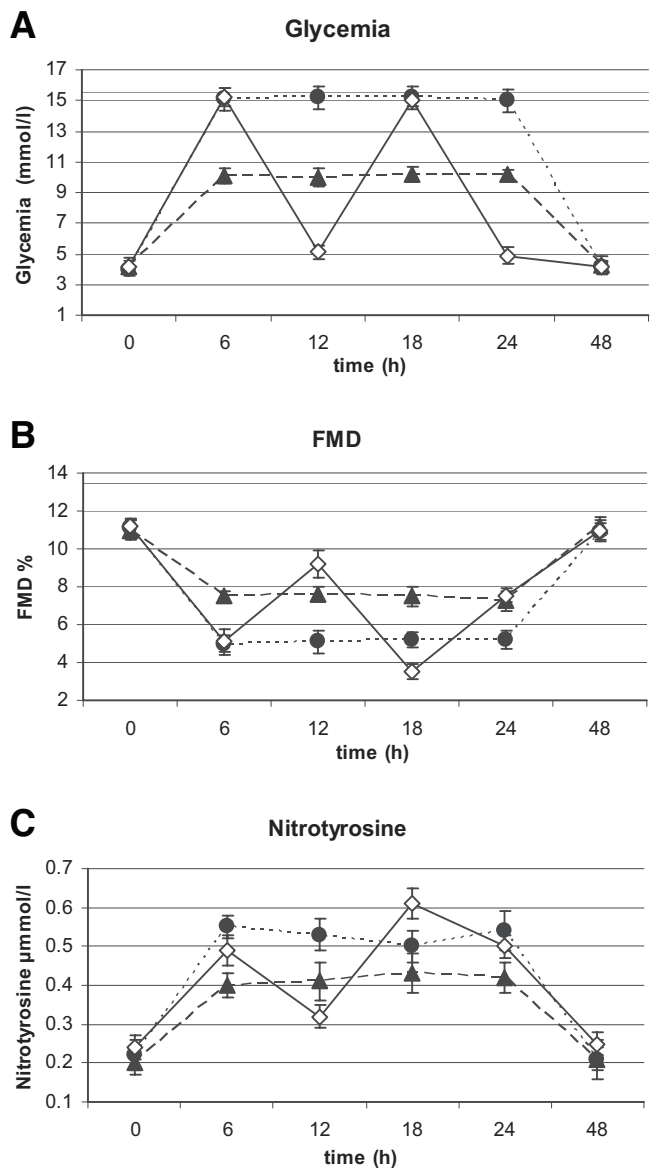 A
Glycemia
Glycemia (mmol/l)
17
15
13
11
9
7
5
3
1
0 6 12 18 24 48
time (h)
B
FMD
FMD %
14
12
10
8
6
4
2
0 6 12 18 24 48
time (h)
C
Nitrotyrosine
Nitrotyrosine μmmol/l
0.7
0.6
0.5
0.4
0.3
0.2
0.1
0 6 12 18 24 48
time (h)